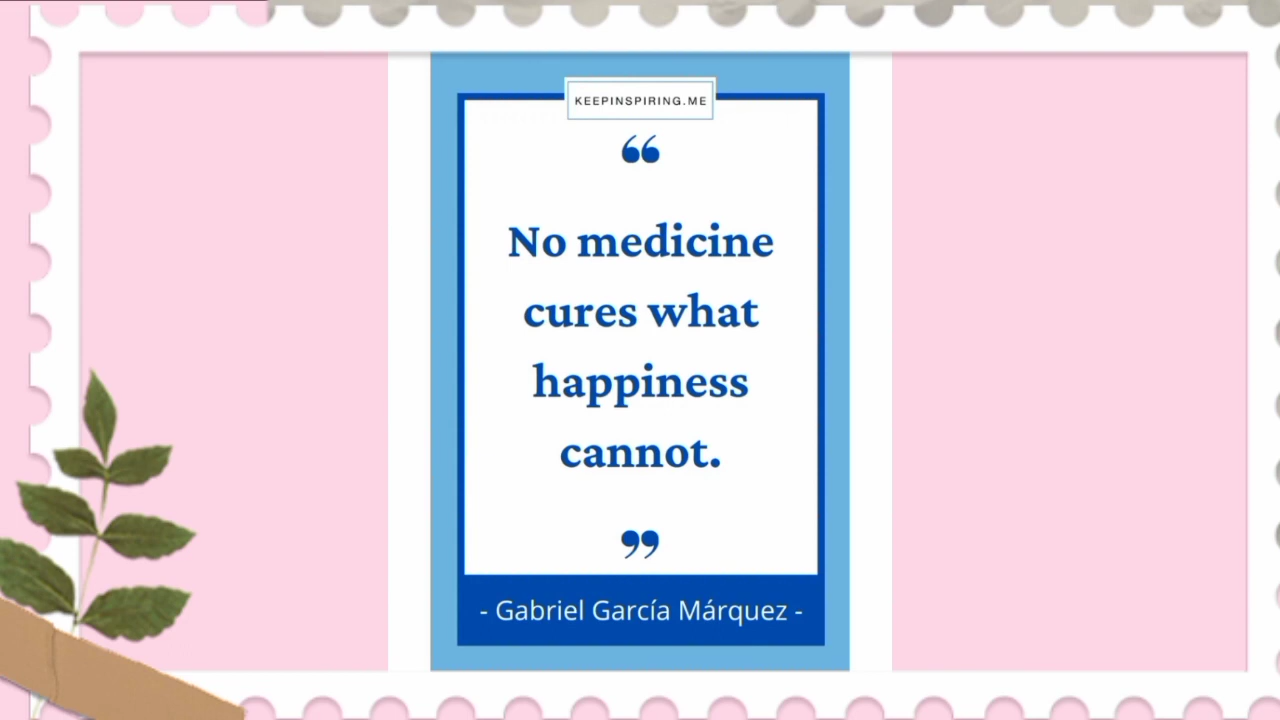 KEEPINSPIRING.ME
“
No medicine
cures what
happiness
cannot.
”
- Gabriel García Márquez -